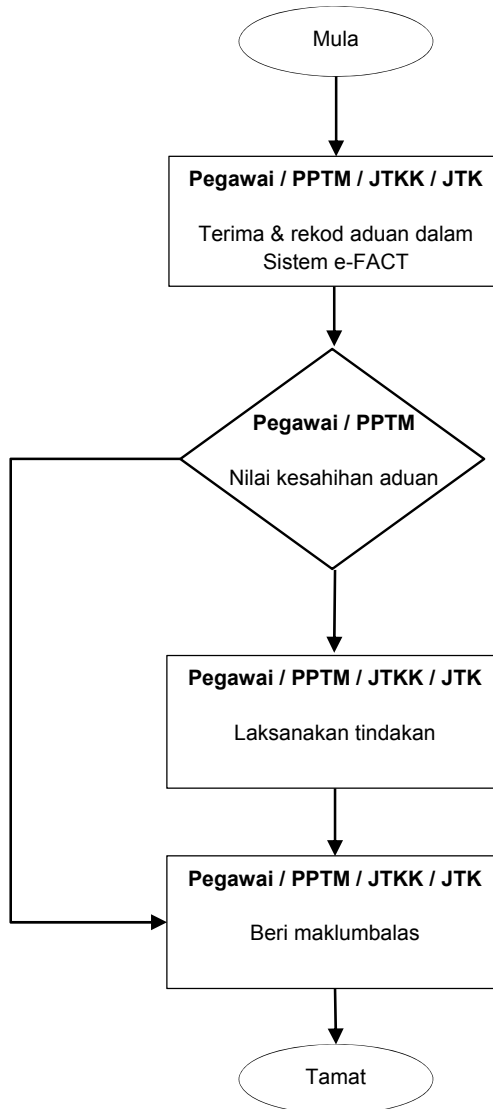 Mula
Pegawai / PPTM / JTKK / JTK
Terima & rekod aduan dalam
Sistem e-FACT
Pegawai / PPTM
Nilai kesahihan aduan
Pegawai / PPTM / JTKK / JTK
Laksanakan tindakan
Pegawai / PPTM / JTKK / JTK
Beri maklumbalas
Tamat